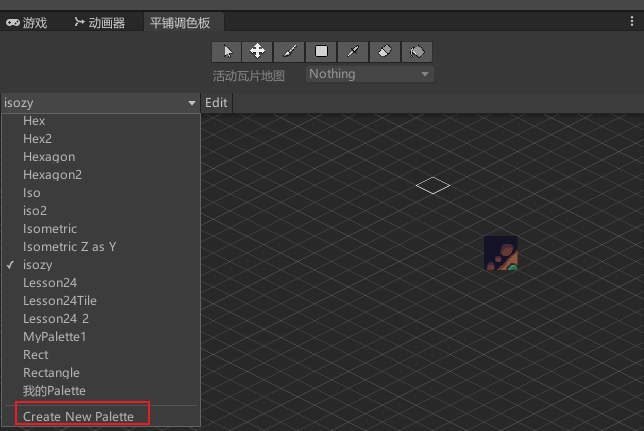 游戏 动画器 平铺调色板
活动瓦片地图 Nothing
isozy Edit
Hex
Hex2
Hexagon
Hexagon2
Iso
iso2
Isometric
Isometric Z as Y
isozy
Lesson24
Lesson24Tile
Lesson24 2
MyPalette1
Rect
Rectangle
我的Palette
Create New Palette